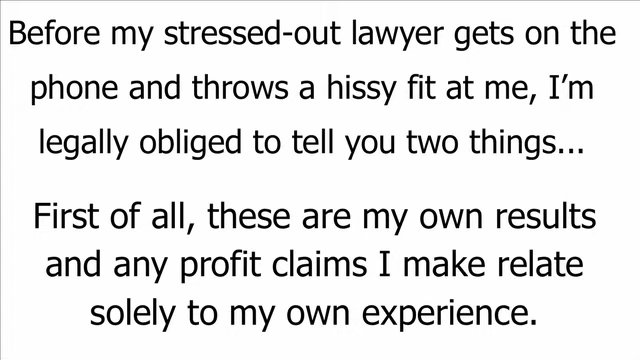 Before my stressed-out lawyer gets on the
phone and throws a hissy fit at me, I’m
legally obliged to tell you two things...
First of all, these are my own results
and any profit claims I make relate
solely to my own experience.